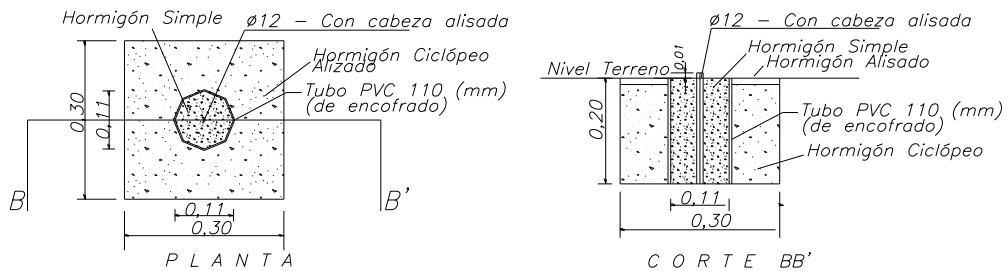 Hormigón Simple
ø12 - Con cabeza alisada
Hormigón Ciclópeo
Alizado
Tubo PVC 110 (mm)
(de encofrado)
0,30
0,11
B
B'
0,11
0,30
P L A N T A
ø12 - Con cabeza alisada
0,01
Hormigón Simple
Nivel Terreno
Hormigón Alisado
0,20
Tubo PVC 110 (mm)
(de encofrado)
Hormigón Ciclópeo
0,11
0,30
C O R T E BB'